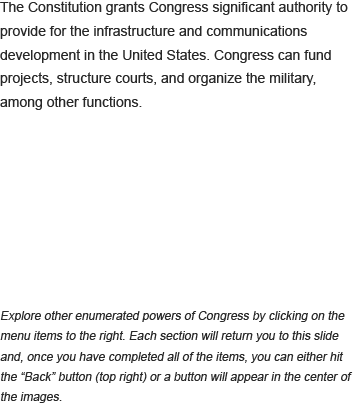 The Constitution grants Congress significant authority to
provide for the infrastructure and communications
development in the United States. Congress can fund
projects, structure courts, and organize the military,
among other functions.
Explore other enumerated powers of Congress by clicking on the
menu items to the right. Each section will return you to this slide
and, once you have completed all of the items, you can either hit
the “Back” button (top right) or a button will appear in the center of
the images.